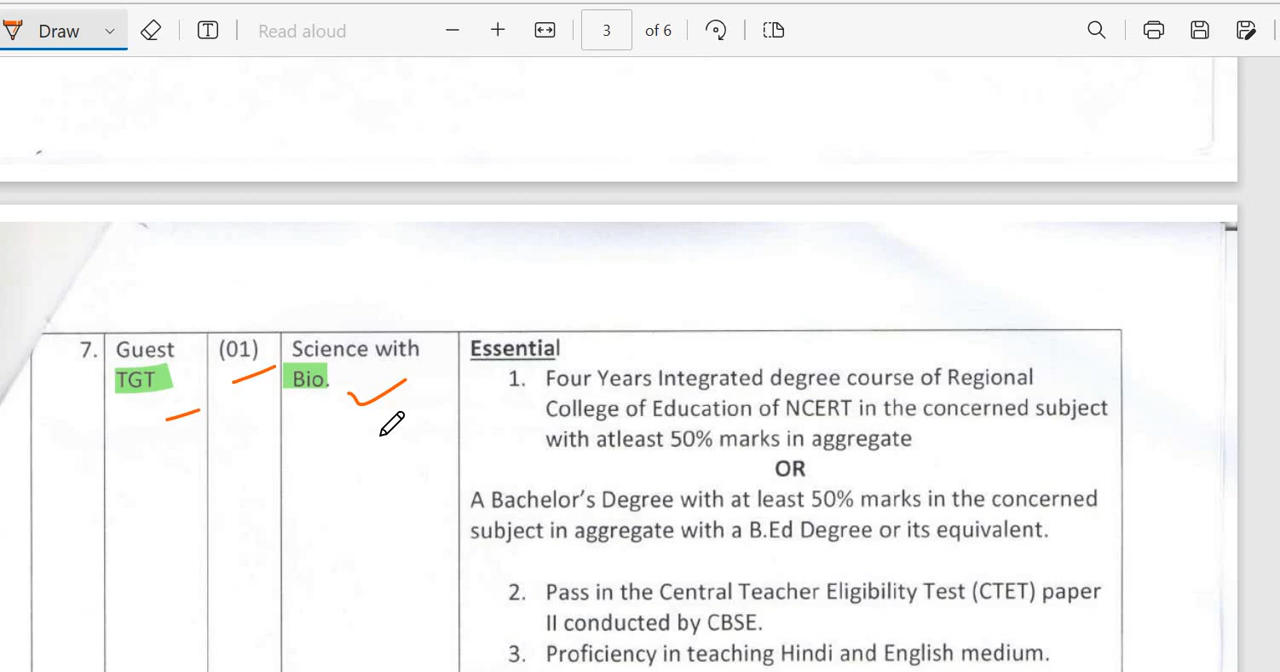 Draw
Read aloud
3 of 6
7. Guest (01) Science with Essential
TGT Bio.
1. Four Years Integrated degree course of Regional
College of Education of NCERT in the concerned subject
with atleast 50% marks in aggregate
OR
A Bachelor's Degree with at least 50% marks in the concerned
subject in aggregate with a B.Ed Degree or its equivalent.
2. Pass in the Central Teacher Eligibility Test (CTET) paper
II conducted by CBSE.
3. Proficiency in teaching Hindi and English medium.